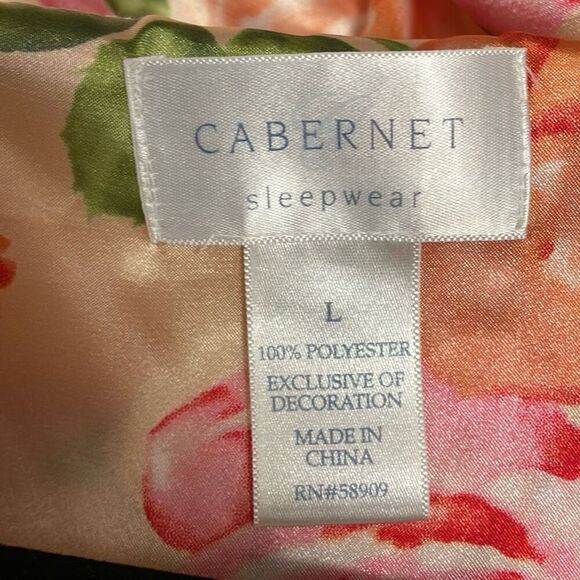 CABERNET
sleepwear
L
100% POLYESTER
EXCLUSIVE OF
DECORATION
MADE IN
CHINA
RN#58909